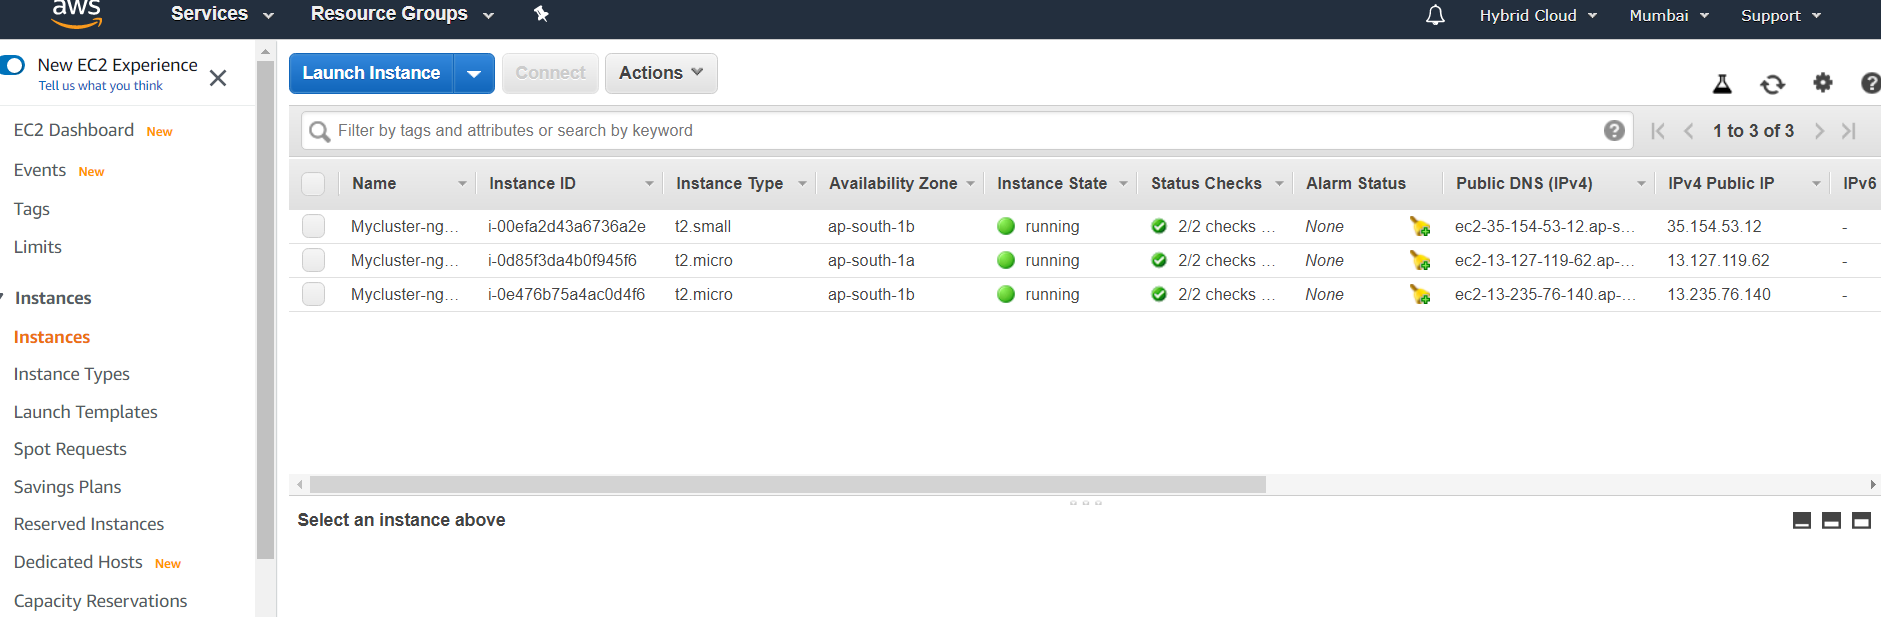 aws Services Resource Groups Hybrid Cloud Mumbai Support
New EC2 Experience
Tell us what you think
EC2 Dashboard New
Events New
Tags
Limits
Instances
Instances
Instance Types
Launch Templates
Spot Requests
Savings Plans
Reserved Instances
Dedicated Hosts New
Capacity Reservations
Launch Instance Connect Actions
Filter by tags and attributes or search by keyword
1 to 3 of 3
Name Instance ID Instance Type Availability Zone Instance State Status Checks Alarm Status Public DNS (IPv4) IPv4 Public IP IPv6
Mycluster-ng... i-00efa2d43a6736a2e t2.small ap-south-1b running 2/2 checks ... None ec2-35-154-53-12.ap-s... 35.154.53.12 -
Mycluster-ng... i-0d85f3da4b0f945f6 t2.micro ap-south-1a running 2/2 checks ... None ec2-13-127-119-62.ap-... 13.127.119.62 -
Mycluster-ng... i-0e476b75a4ac0d4f6 t2.micro ap-south-1b running 2/2 checks ... None ec2-13-235-76-140.ap-... 13.235.76.140 -
Select an instance above